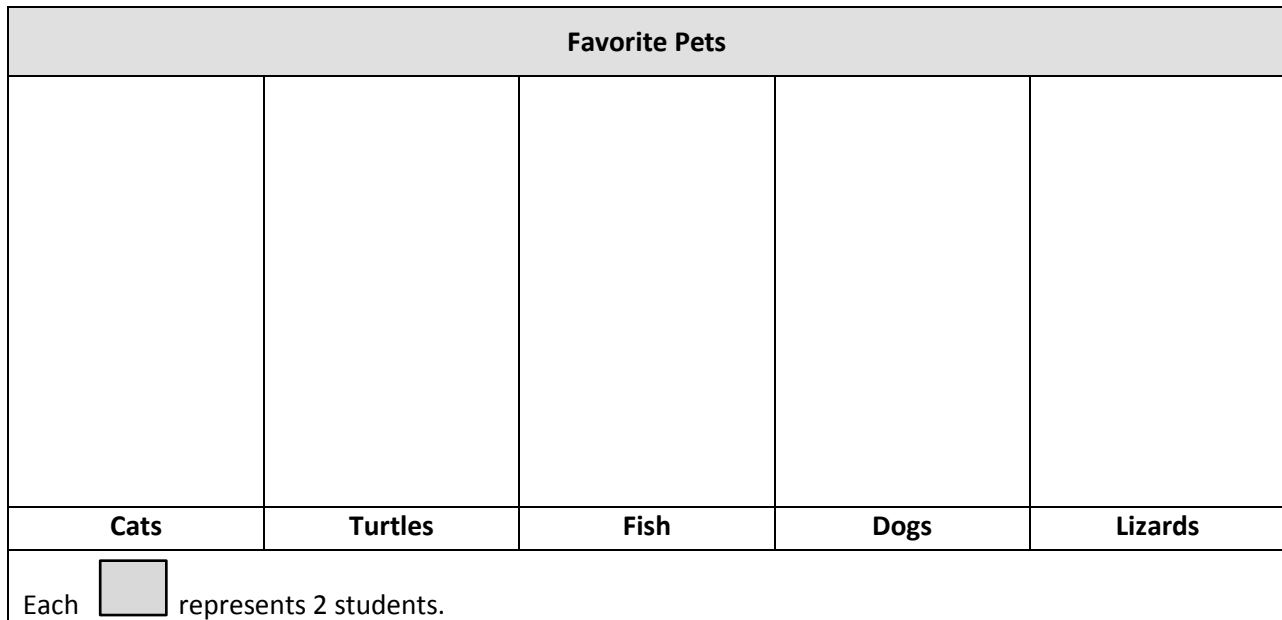 Favorite Pets
Cats Turtles Fish Dogs Lizards
Each represents 2 students.